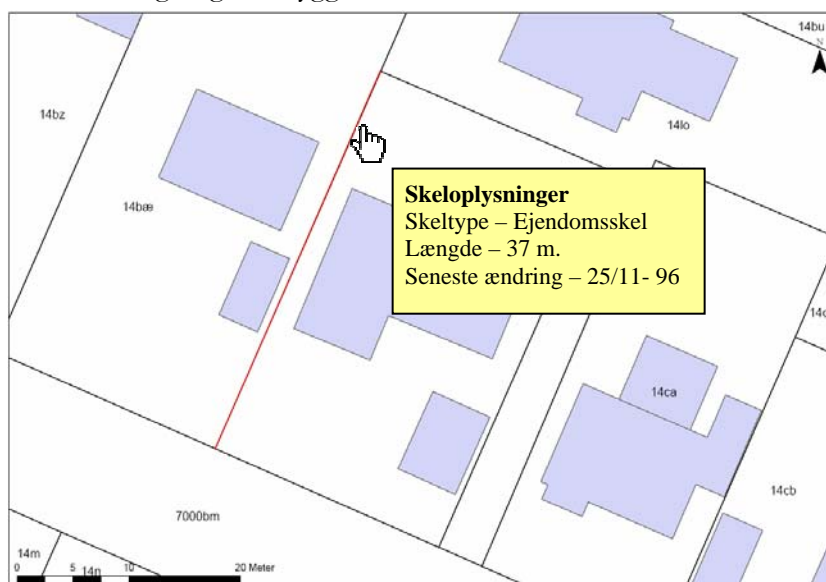 14bu
N
14bz
14lo
14bæ
Skeloplysninger
Skeltype – Ejendomsskel
Længde – 37 m.
Seneste ændring – 25/11- 96
14ca
14cb
7000bm
14m
14n
0 5 10 20 Meter